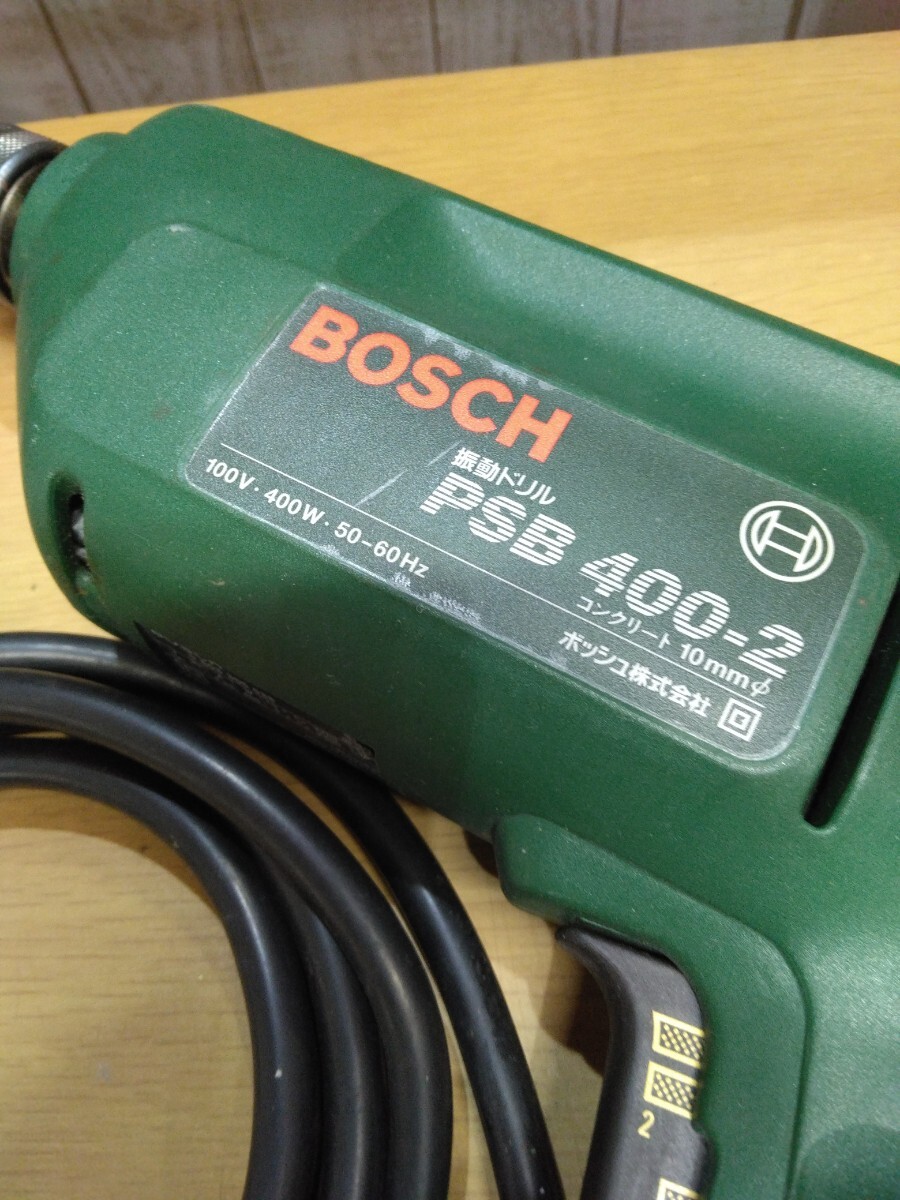 BOSCH
振動ドリル
PSB 400-2
100V・400W・50-60Hz
コンクリート 10mmφ
ボッシュ株式会社
2